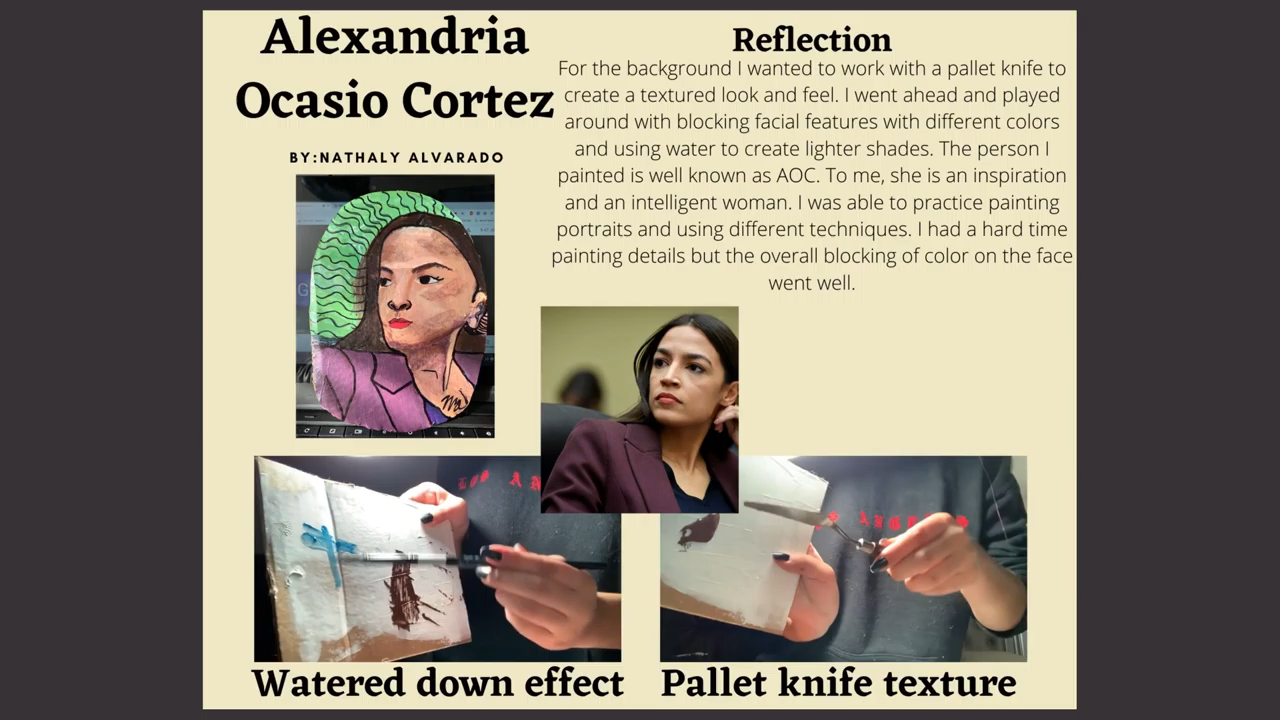 Alexandria
Ocasio Cortez
BY:NATHALY ALVARADO
Reflection
For the background I wanted to work with a pallet knife to
create a textured look and feel. I went ahead and played
around with blocking facial features with different colors
and using water to create lighter shades. The person I
painted is well known as AOC. To me, she is an inspiration
and an intelligent woman. I was able to practice painting
portraits and using different techniques. I had a hard time
painting details but the overall blocking of color on the face
went well.
Watered down effect
Pallet knife texture